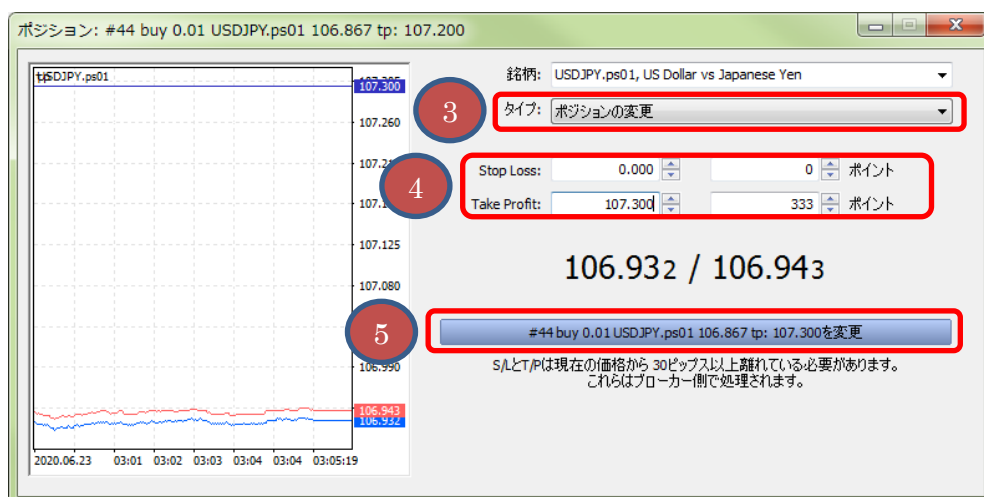 ポジション: #44 buy 0.01 USDJPY.ps01 106.867 tp: 107.200
USDJPY.ps01
107.300
107.260
107.125
107.080
106.990
106.943
106.932
2020.06.23 03:01 03:02 03:03 03:04 03:04 03:05:19
銘柄: USDJPY.ps01, US Dollar vs Japanese Yen
3
タイプ: ポジションの変更
4
Stop Loss: 0.000 0 ポイント
Take Profit: 107.300 333 ポイント
106.932 / 106.943
5
#44 buy 0.01 USDJPY.ps01 106.867 tp: 107.300を変更
S/LとT/Pは現在の価格から 30ピップス以上離れている必要があります。
これらはブローカー側で処理されます。